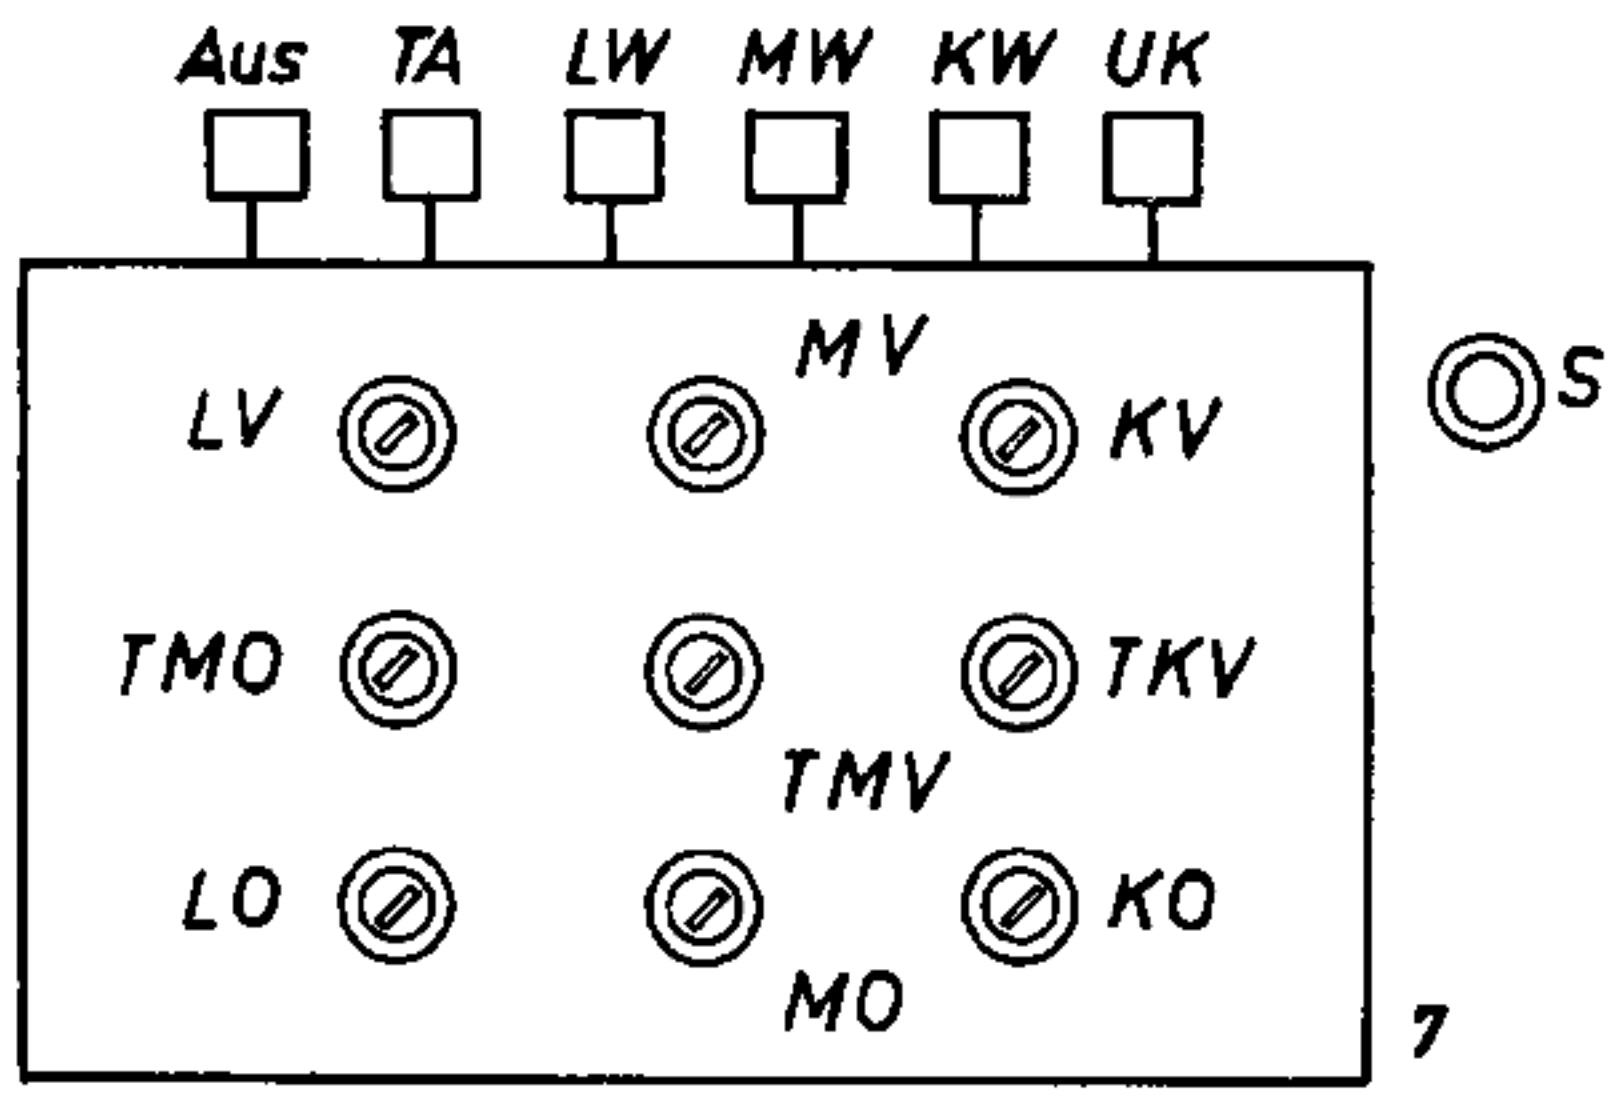 Aus TA LW MW KW UK
MV
LV KV S
TMO TKV
TMV
LO KO
MO
7